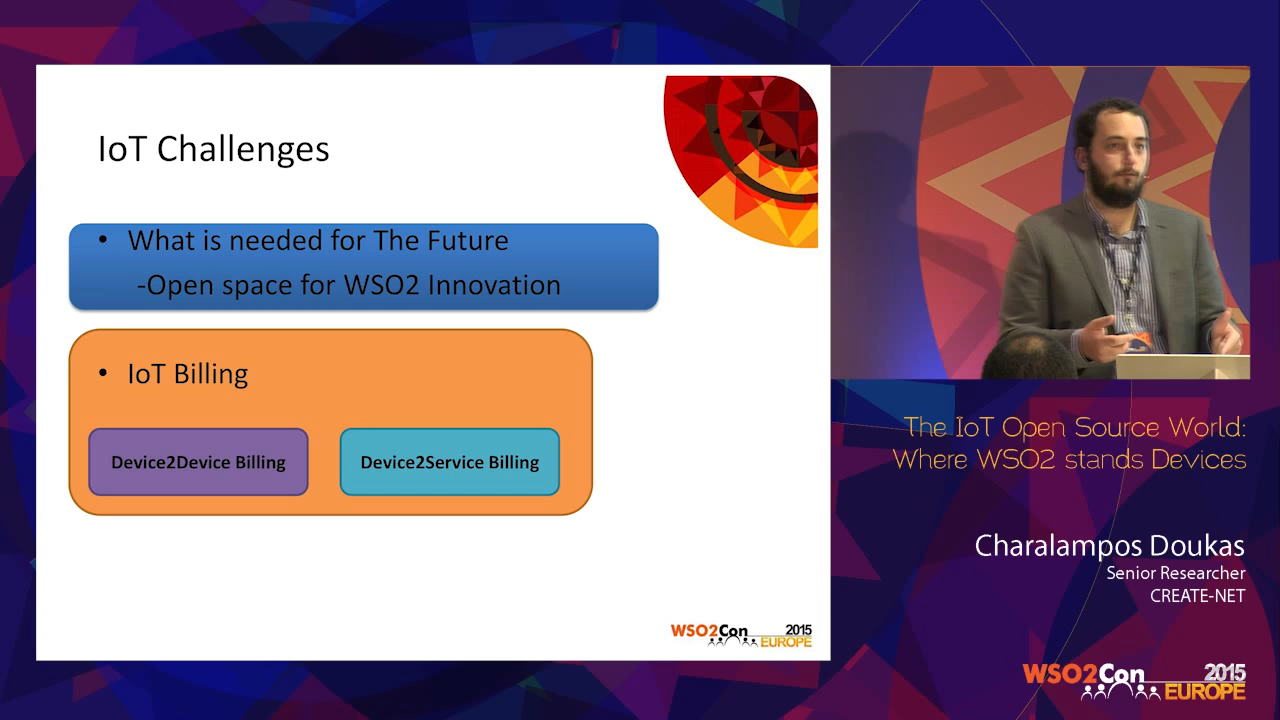 IoT Challenges
• What is needed for The Future
-Open space for WSO2 Innovation
• IoT Billing
Device2Device Billing
Device2Service Billing
WSO2Con 2015
EUROPE
The IoT Open Source World:
Where WSO2 stands Devices
Charalampos Doukas
Senior Researcher
CREATE-NET
WSO2Con 2015
EUROPE